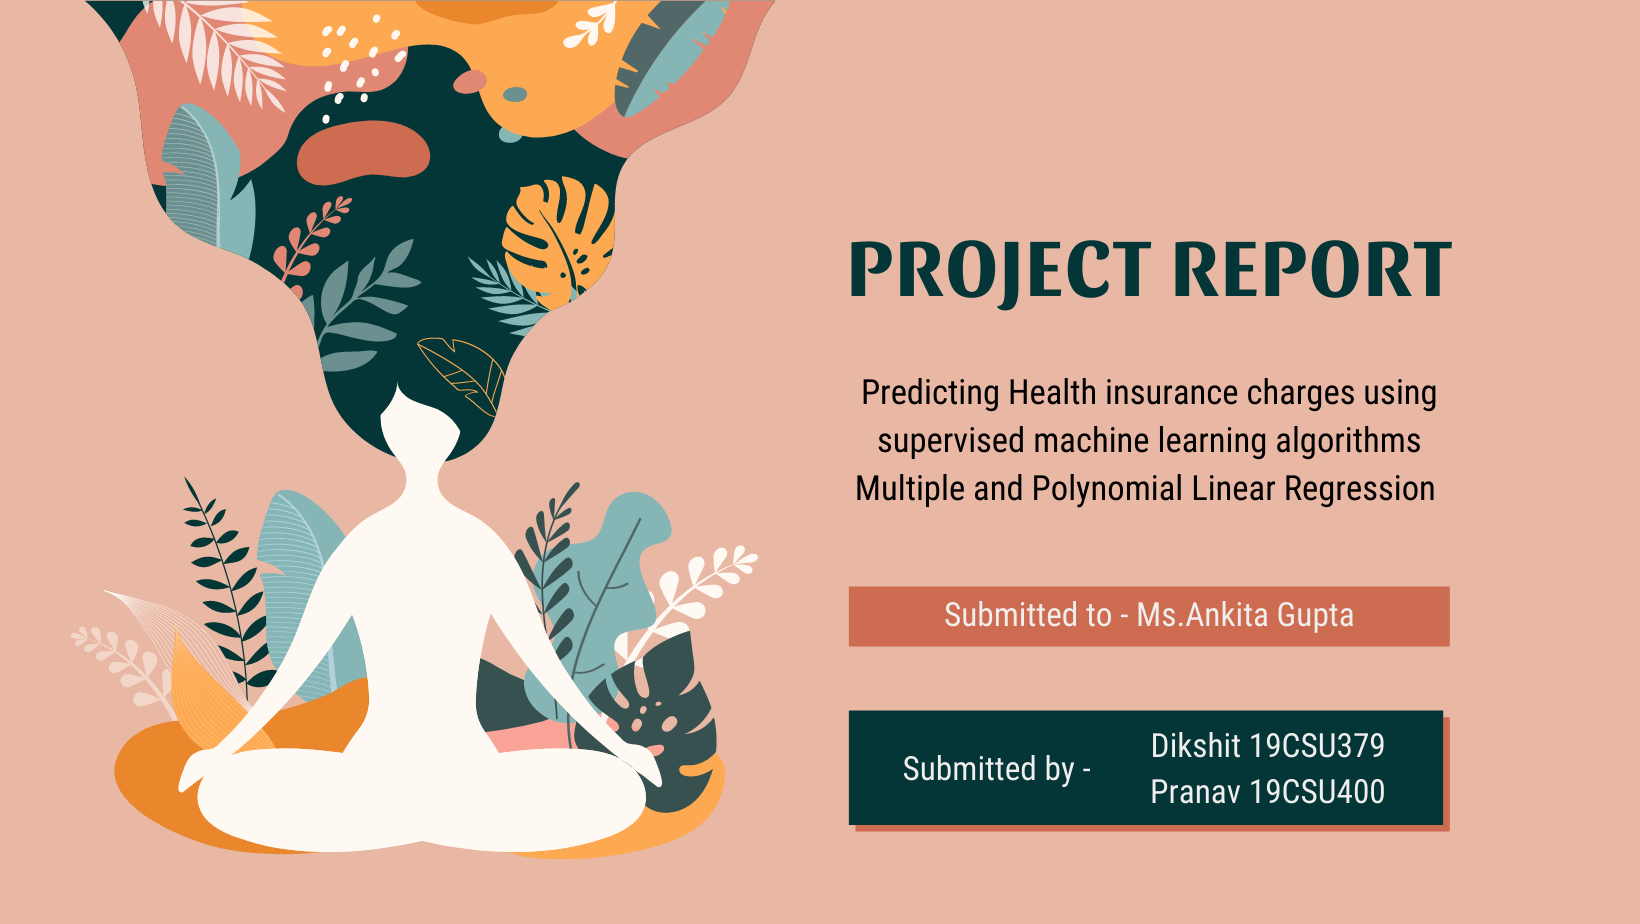 PROJECT REPORT
Predicting Health insurance charges using
supervised machine learning algorithms
Multiple and Polynomial Linear Regression
Submitted to - Ms.Ankita Gupta
Submitted by -
Dikshit 19CSU379
Pranav 19CSU400